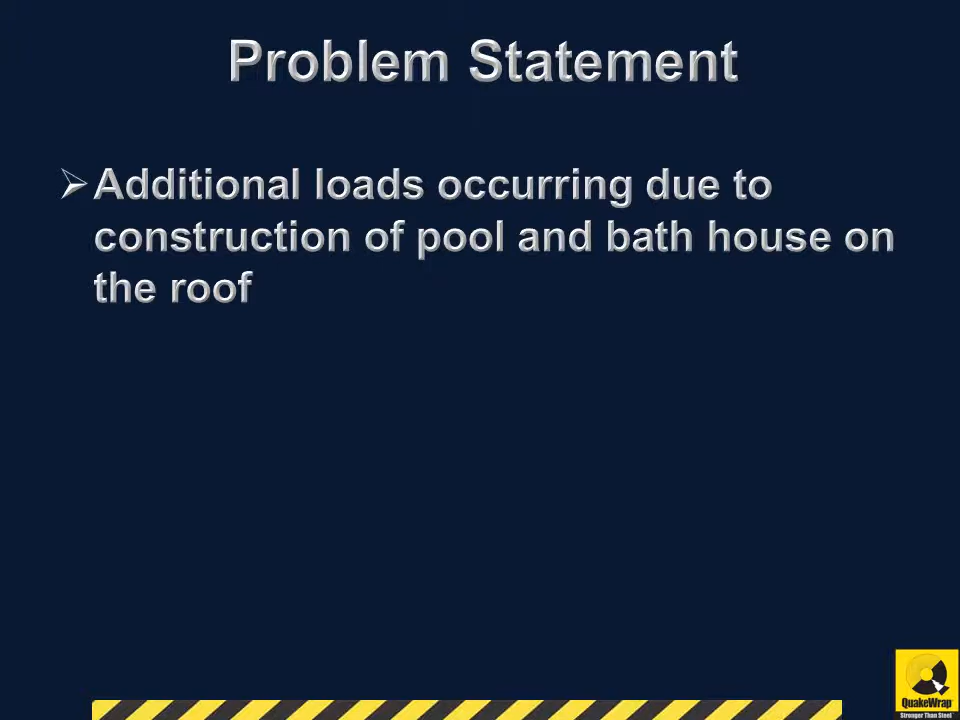 Problem Statement
Additional loads occurring due to
construction of pool and bath house on
the roof
QuakeWrap
Stronger Than Steel